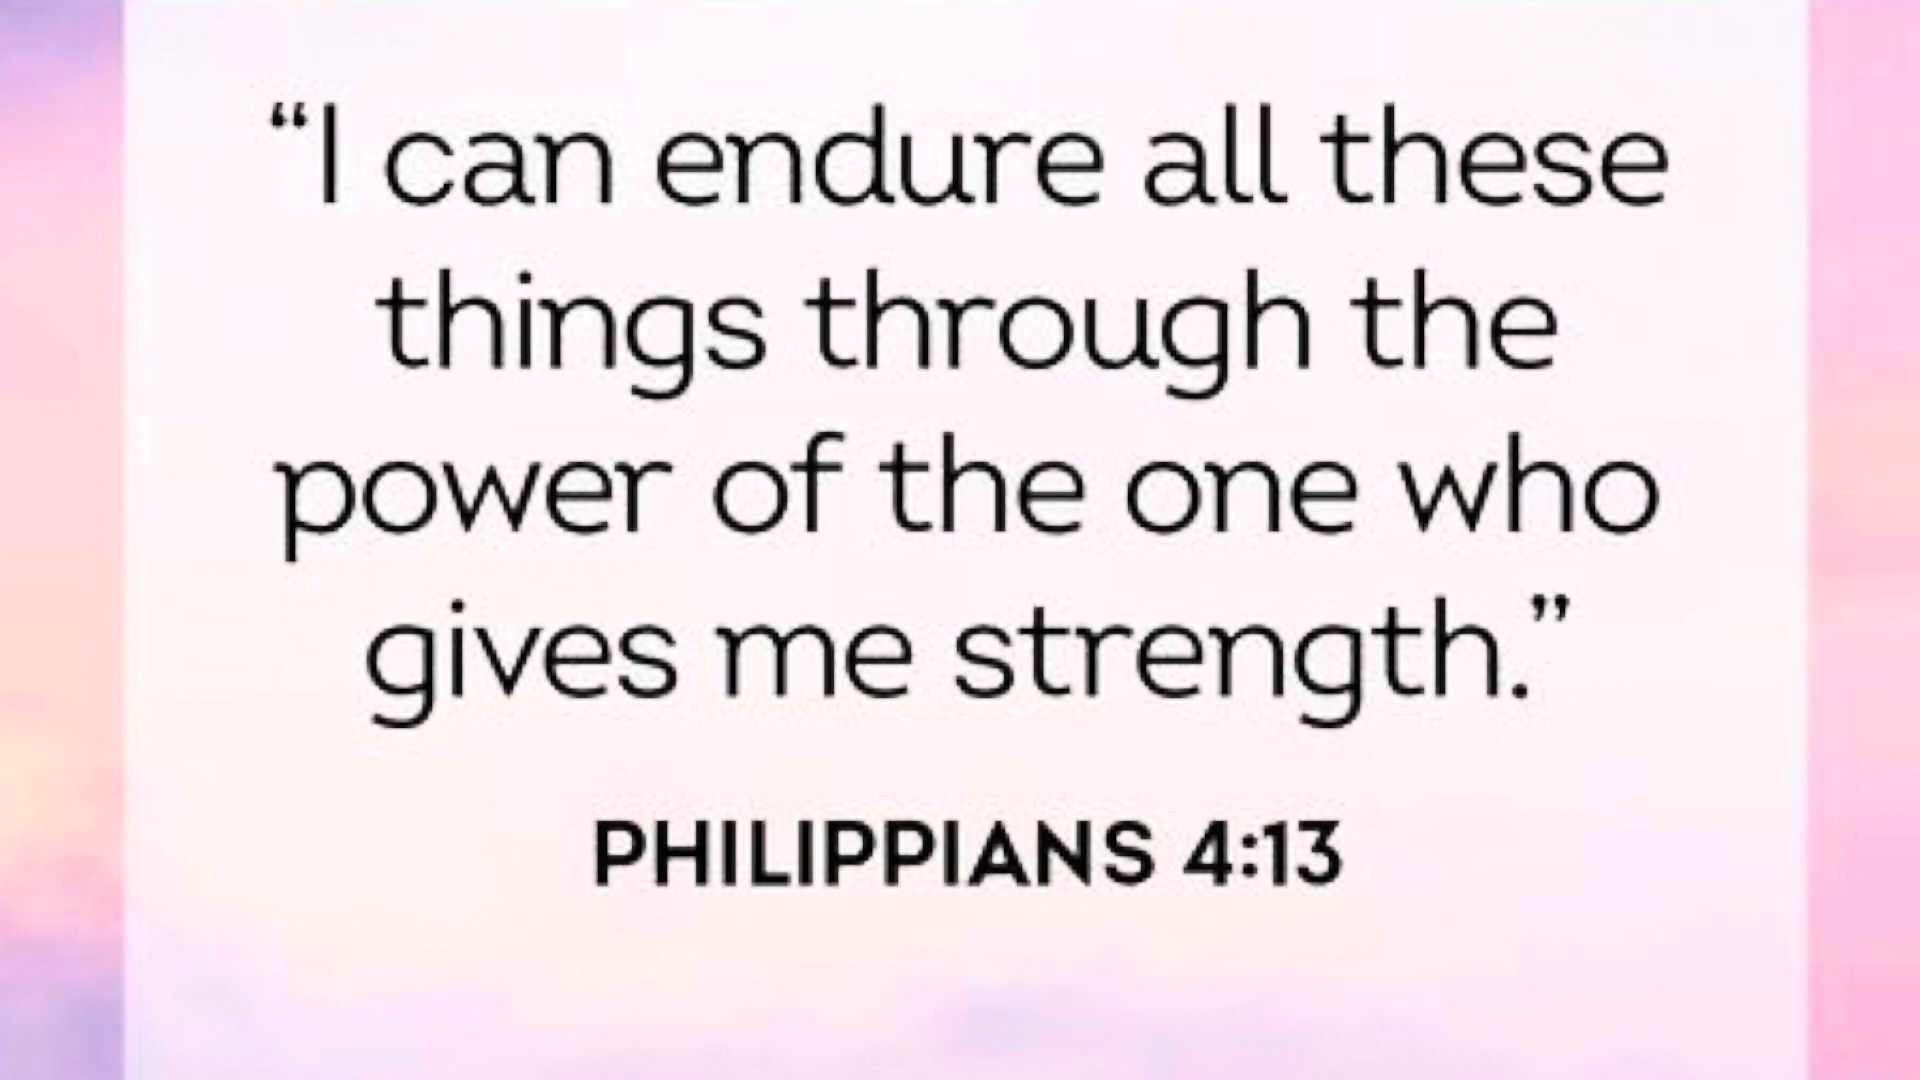 “I can endure all these
things through the
power of the one who
gives me strength.”
PHILIPPIANS 4:13